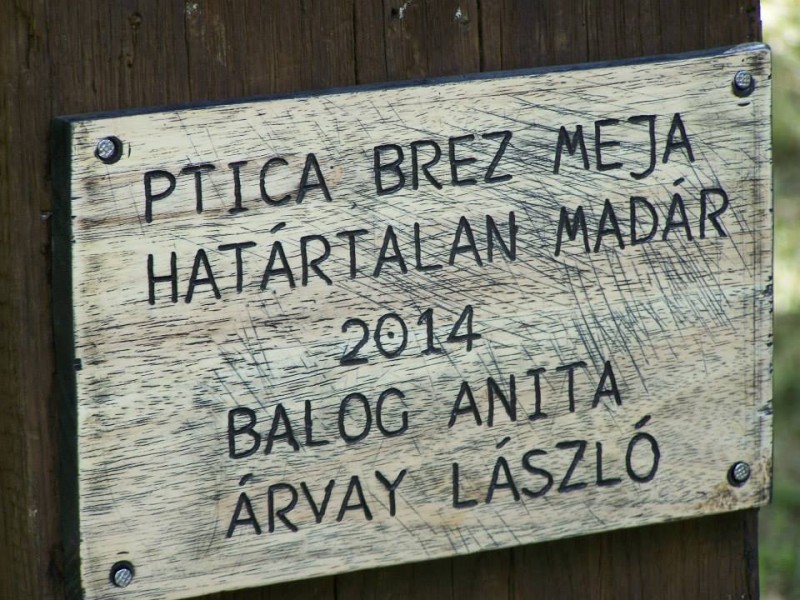 PTICA BREZ MEJA
HATÁRTALAN MADÁR
2014
BALOG ANITA
ÁRVAY LÁSZLÓ